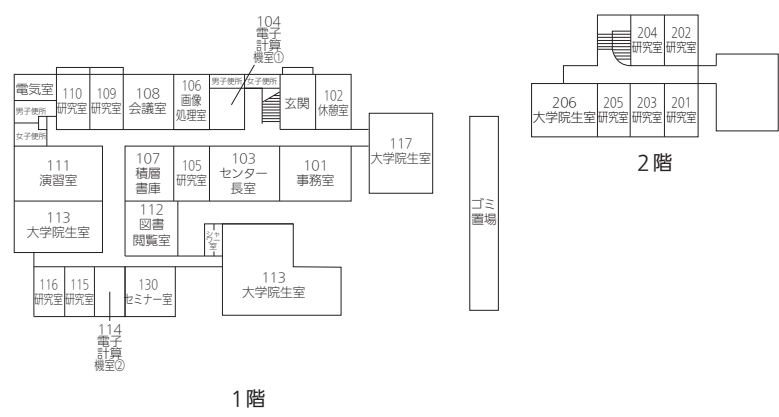 104
電子
計算
機室①
電気室
110
研究室
109
研究室
108
会議室
106
画像
処理室
男子便所
女子便所
玄関
102
休憩室
男子便所
女子便所
111
演習室
107
積層
書庫
105
研究室
103
センター
長室
101
事務室
117
大学院生室
113
大学院生室
112
図書
閲覧室
シャワー室
113
大学院生室
116
研究室
115
研究室
130
セミナー室
114
電子
計算
機室②
1階
ゴミ
置場
204
研究室
202
研究室
206
大学院生室
205
研究室
203
研究室
201
研究室
2階